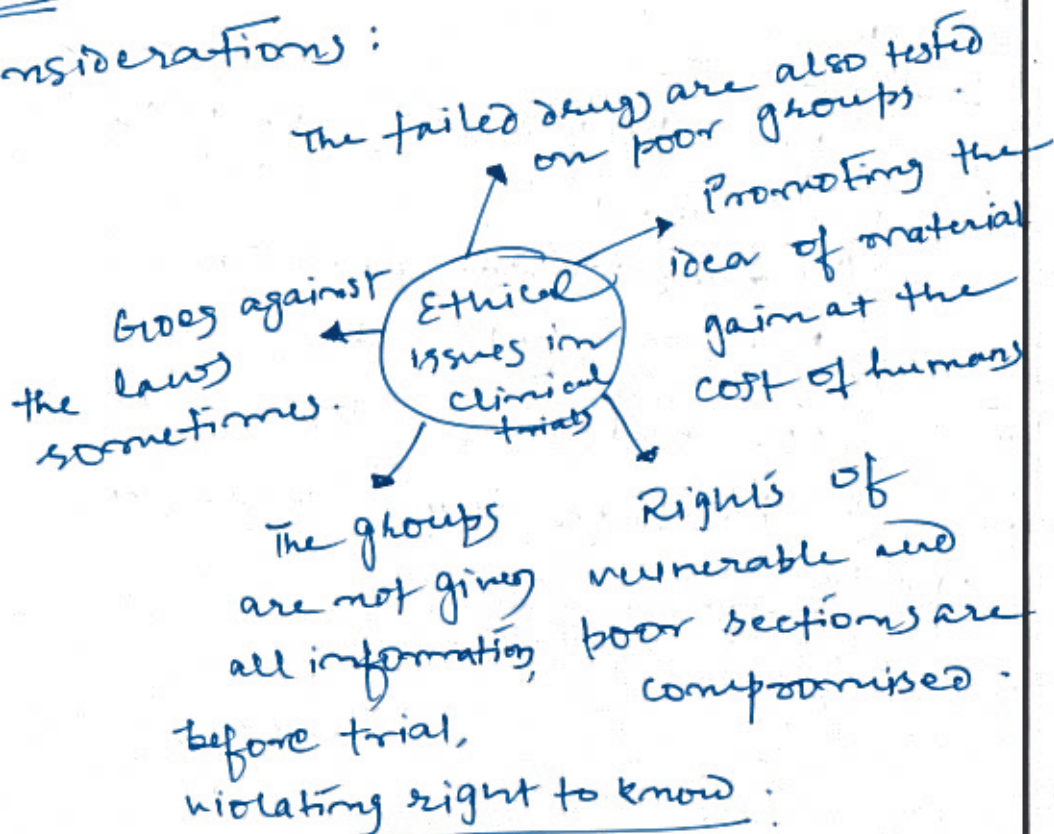 nsiderations :
The failed drugs are also tested
on poor groups .
Promoting the
idea of material
gain at the
cost of humans
Goes against
the laws
sometimes.
Ethical
issues in
clinical
trials
The groups
are not given
all information,
before trial,
violating right to know .
Rights of
vulnerable and
poor sections are
compromised .